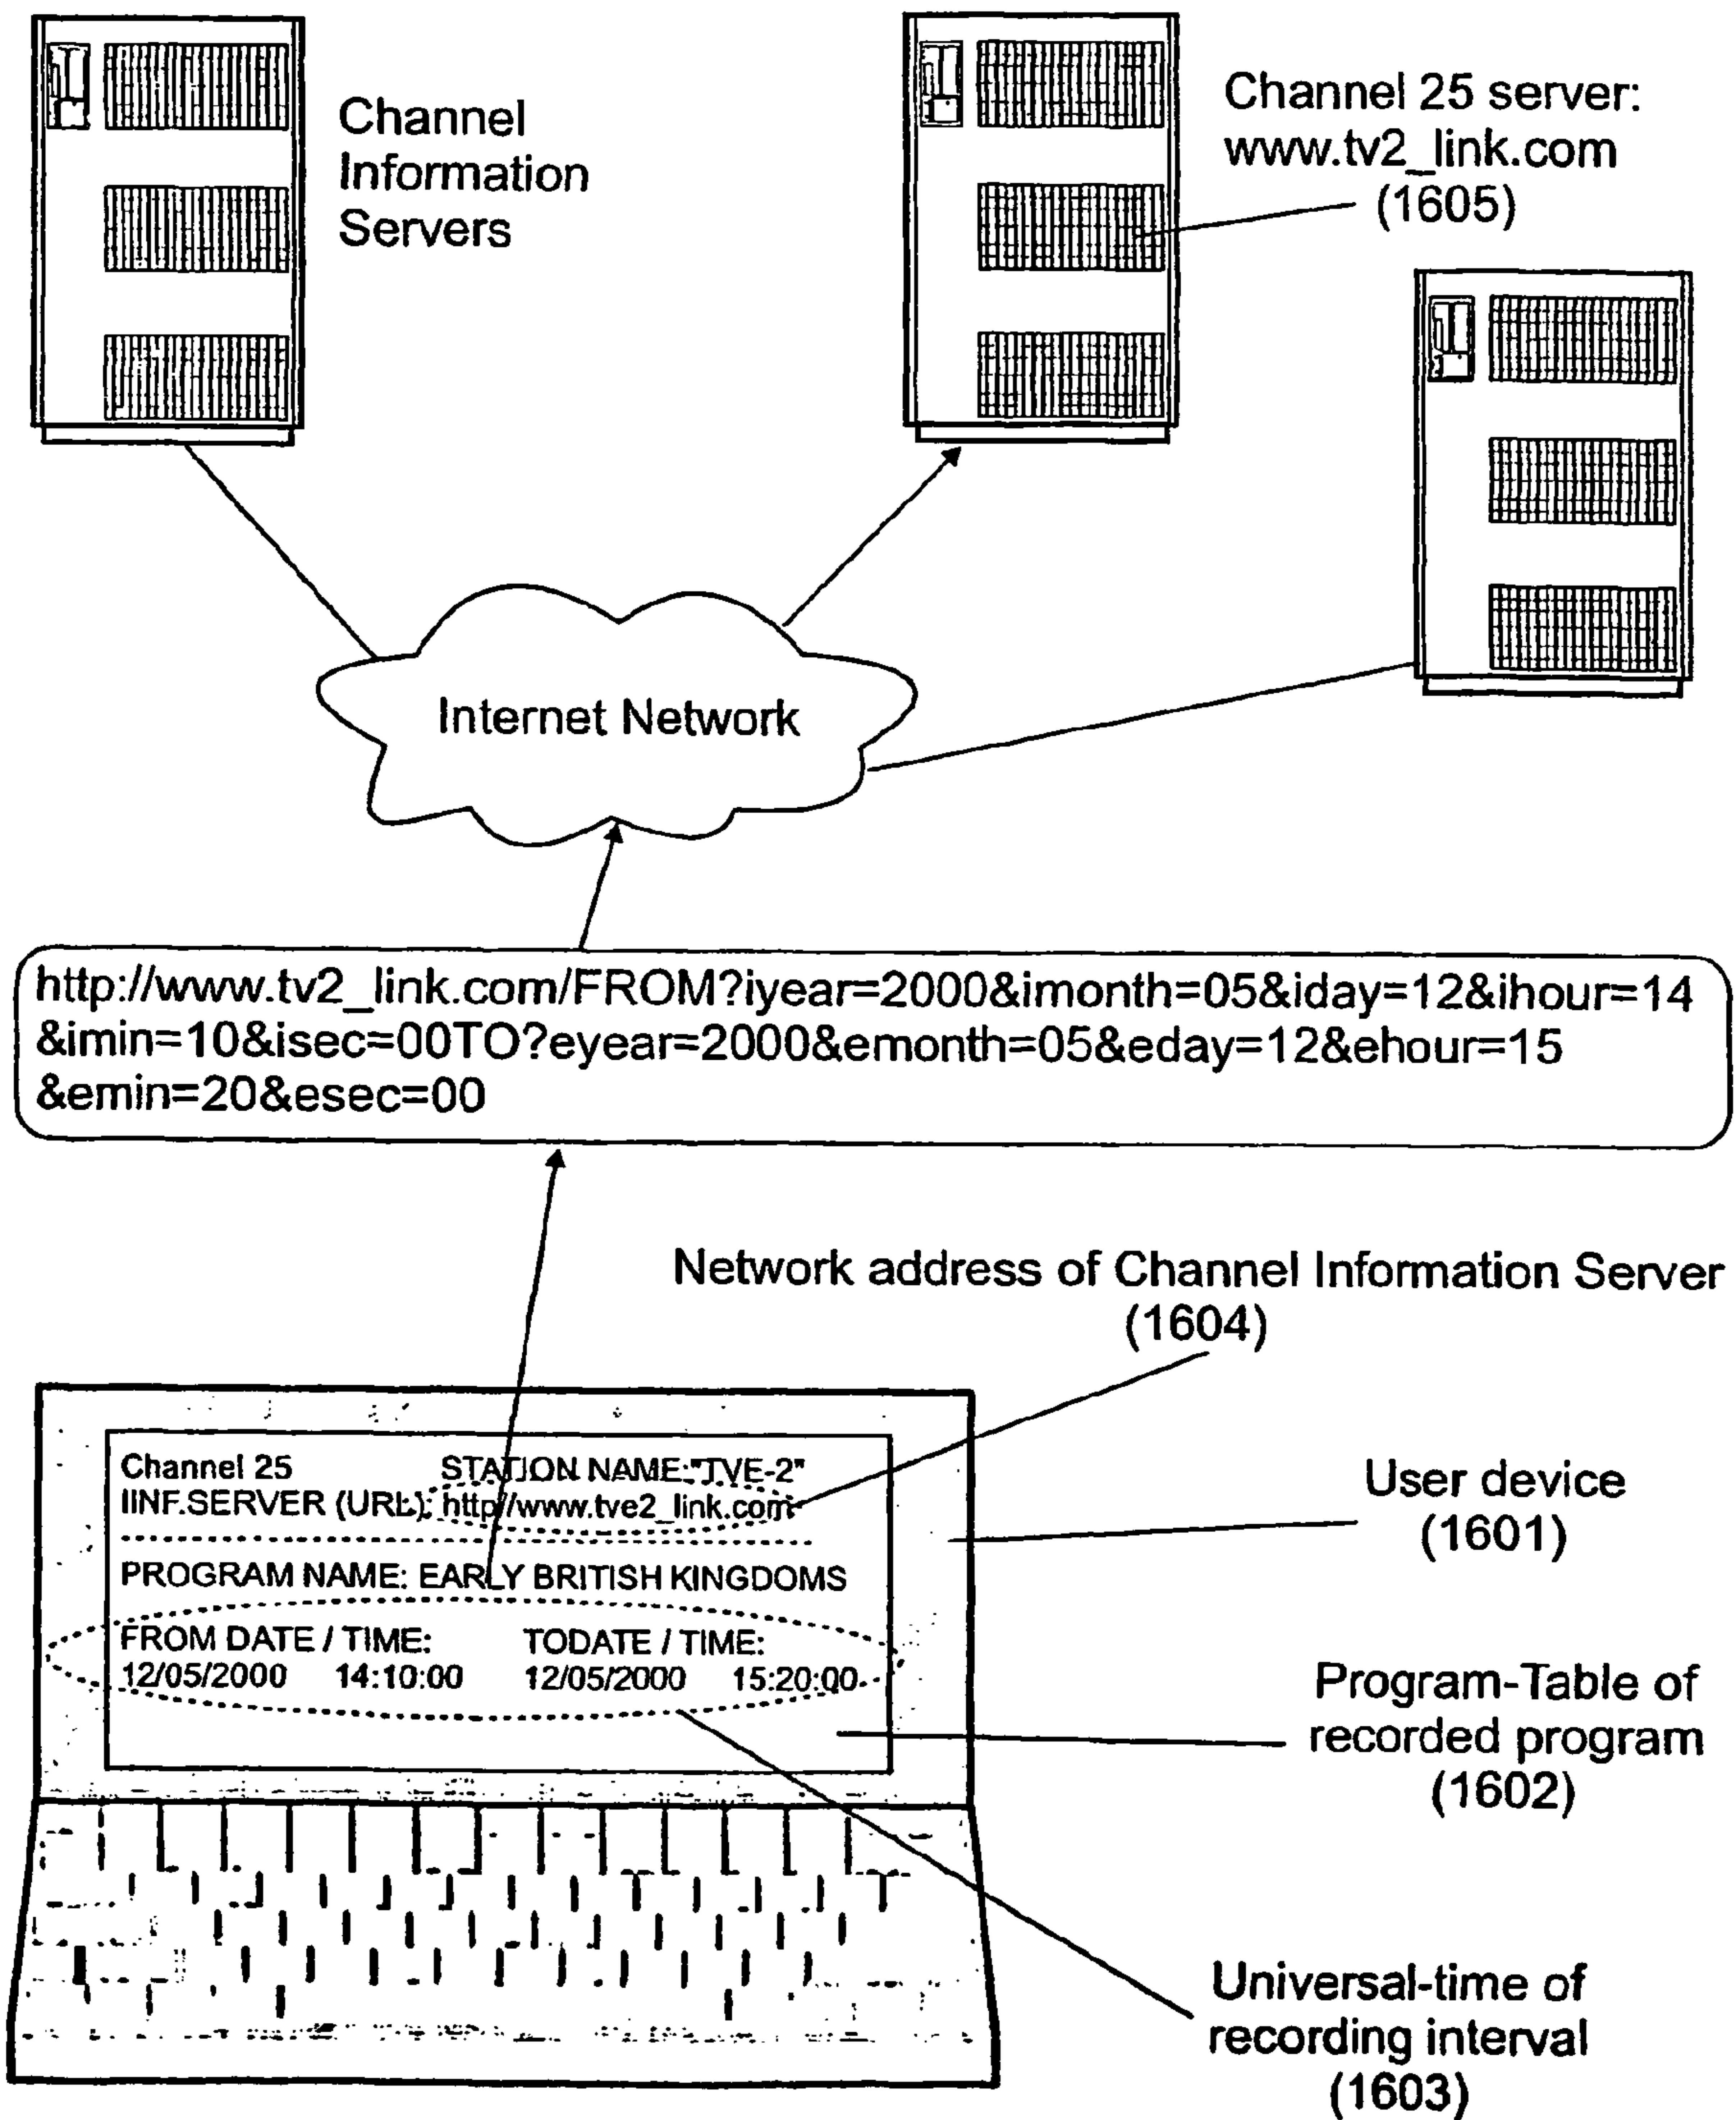 Channel
Information
Servers
Channel 25 server:
www.tv2_link.com
(1605)
Internet Network
http://www.tv2_link.com/FROM?iyear=2000&imonth=05&iday=12&ihour=14
&imin=10&isec=00TO?eyear=2000&emonth=05&eday=12&ehour=15
&emin=20&esec=00
Network address of Channel Information Server
(1604)
Channel 25 STATION NAME:"TVE-2"
IINF.SERVER (URL): http//www.tve2_link.com
PROGRAM NAME: EARLY BRITISH KINGDOMS
FROM DATE / TIME: TODATE / TIME:
12/05/2000 14:10:00 12/05/2000 15:20:00
User device
(1601)
Program-Table of
recorded program
(1602)
Universal-time of
recording interval
(1603)